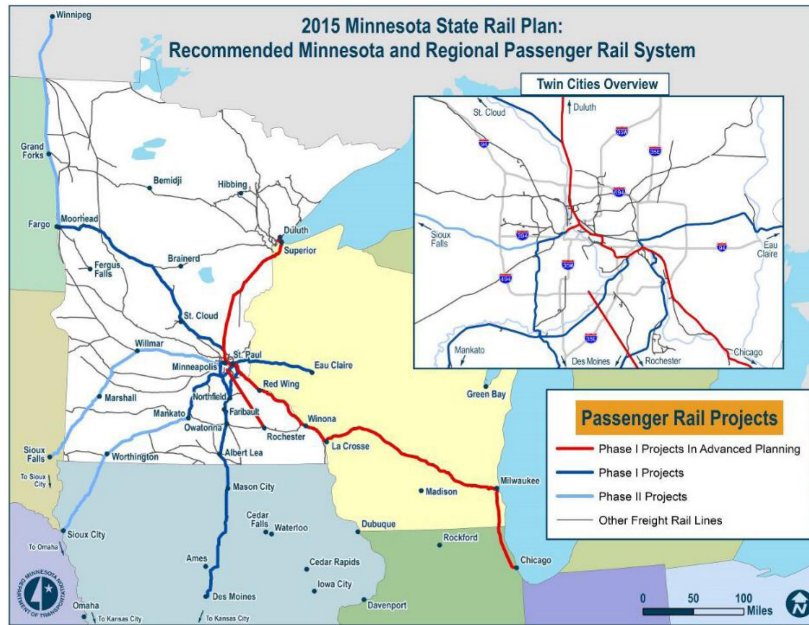 2015 Minnesota State Rail Plan:
Recommended Minnesota and Regional Passenger Rail System
Winnipeg
Grand
Forks
Bemidji
Hibbing
Fargo
Moorhead
Duluth
Superior
Fergus
Falls
Brainerd
St. Cloud
Willmar
St. Paul
Minneapolis
Eau Claire
Marshall
Northfield
Red Wing
Mankato
Faribault
Winona
Owatonna
Rochester
La Crosse
Sioux
Falls
Worthington
Albert Lea
To Sioux
City
Mason City
Green Bay
Milwaukee
Madison
Sioux City
Cedar
Falls
Waterloo
Dubuque
Rockford
To Omaha
Chicago
Ames
Cedar Rapids
Des Moines
Iowa City
Omaha
Davenport
To Kansas City
To Kansas City
MINNESOTA
DEPARTMENT OF TRANSPORTATION
Twin Cities Overview
St. Cloud
Duluth
Sioux
Falls
Eau
Claire
Mankato
Des Moines
Rochester
Chicago
Passenger Rail Projects
Phase I Projects In Advanced Planning
Phase I Projects
Phase II Projects
Other Freight Rail Lines
0 50 100
Miles
N